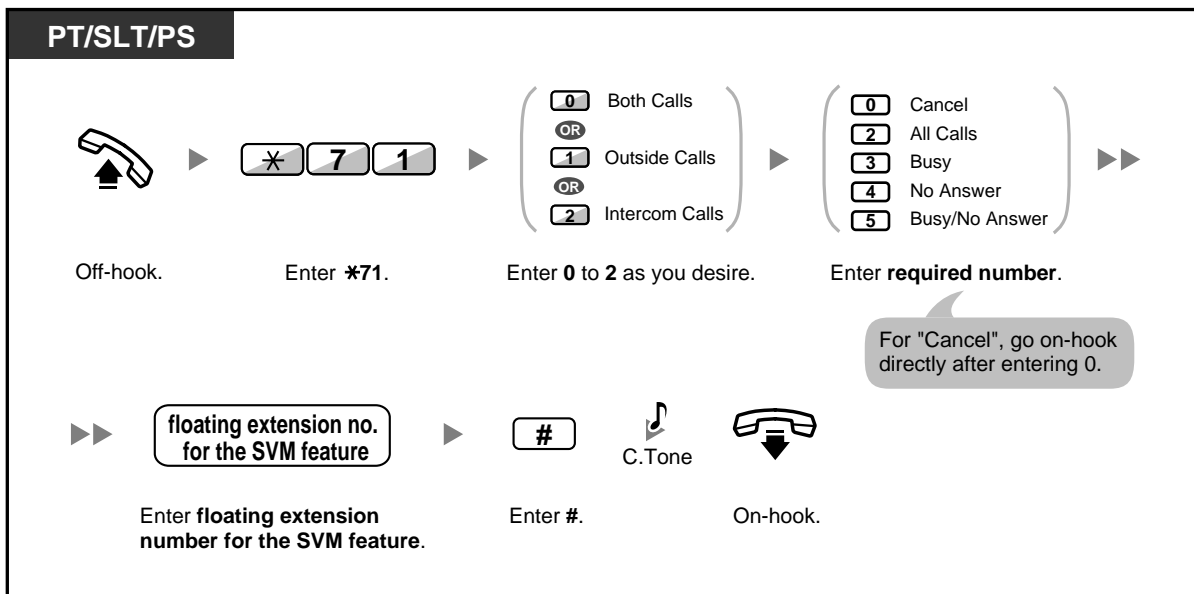 PT/SLT/PS
0 Both Calls
OR
1 Outside Calls
OR
2 Intercom Calls
0 Cancel
2 All Calls
3 Busy
4 No Answer
5 Busy/No Answer
* 7 1
Off-hook.
Enter *71.
Enter 0 to 2 as you desire.
Enter required number.
For "Cancel", go on-hook
directly after entering 0.
floating extension no.
for the SVM feature
#
C.Tone
Enter floating extension
number for the SVM feature.
Enter #.
On-hook.